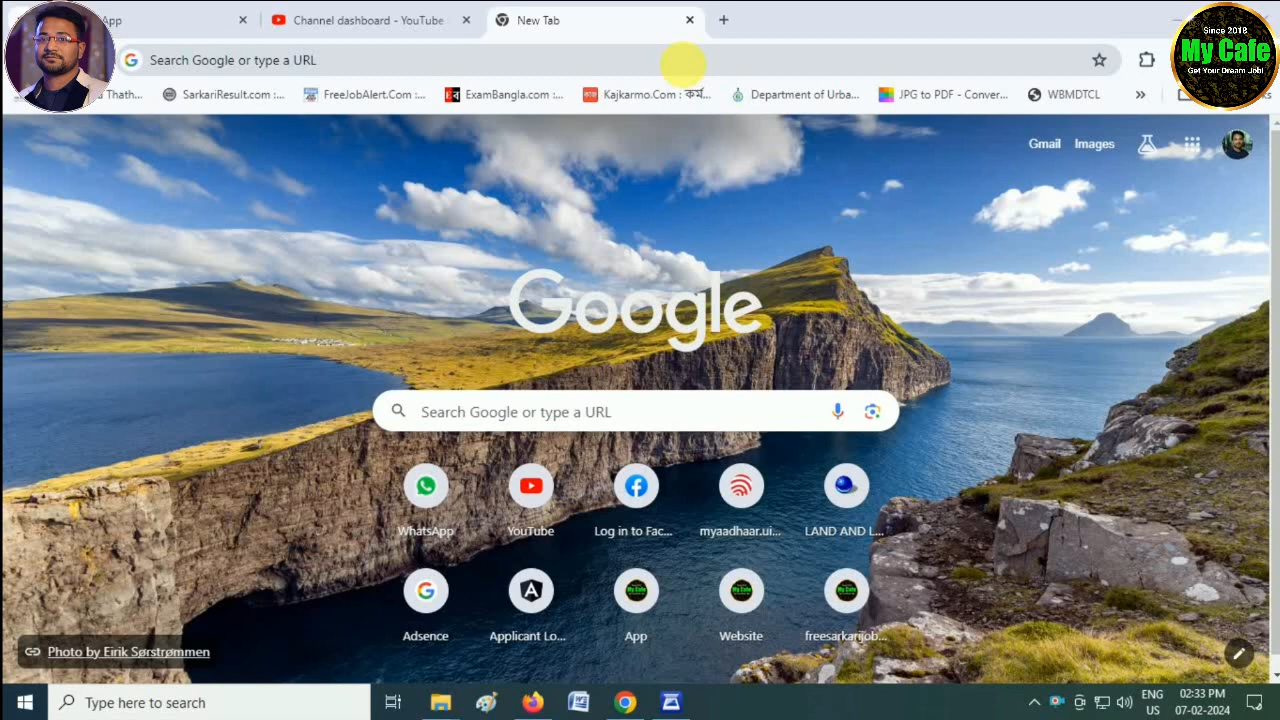 App
Channel dashboard - YouTube
New Tab
Since 2018
My Cafe
Get Your Dream Job!
Search Google or type a URL
a Thath...
SarkariResult.com :...
FreeJobAlert.Com :...
ExamBangla.com :...
Kajkarmo.Com : কর্ম...
Department of Urba...
JPG to PDF - Conver...
WBMDTCL
Gmail
Images
Google
Search Google or type a URL
WhatsApp
YouTube
Log in to Fac...
myaadhaar.ui...
LAND AND L...
Adsence
Applicant Lo...
App
Website
freesarkarijob...
Photo by Eirik Sørstrømmen
Type here to search
ENG
US
02:33 PM
07-02-2024